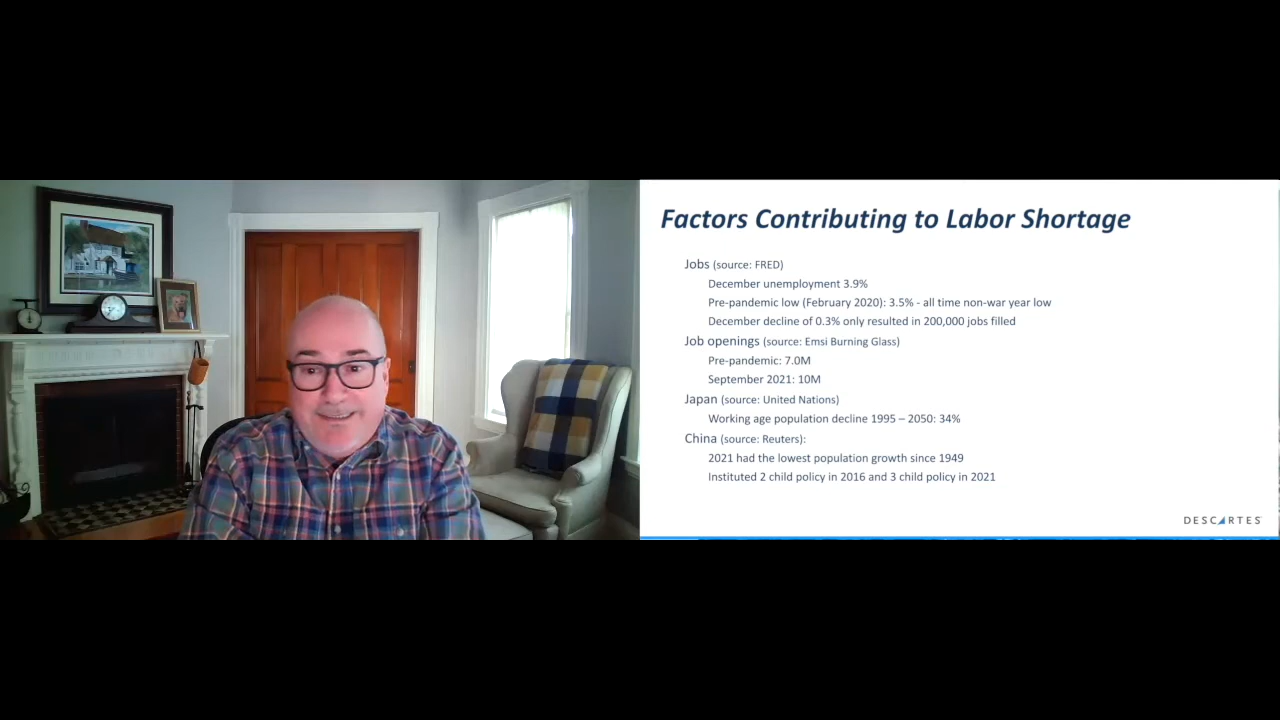 Factors Contributing to Labor Shortage
Jobs (source: FRED)
December unemployment 3.9%
Pre-pandemic low (February 2020): 3.5% - all time non-war year low
December decline of 0.3% only resulted in 200,000 jobs filled
Job openings (source: Emsi Burning Glass)
Pre-pandemic: 7.0M
September 2021: 10M
Japan (source: United Nations)
Working age population decline 1995 – 2050: 34%
China (source: Reuters):
2021 had the lowest population growth since 1949
Instituted 2 child policy in 2016 and 3 child policy in 2021
DESCARTES